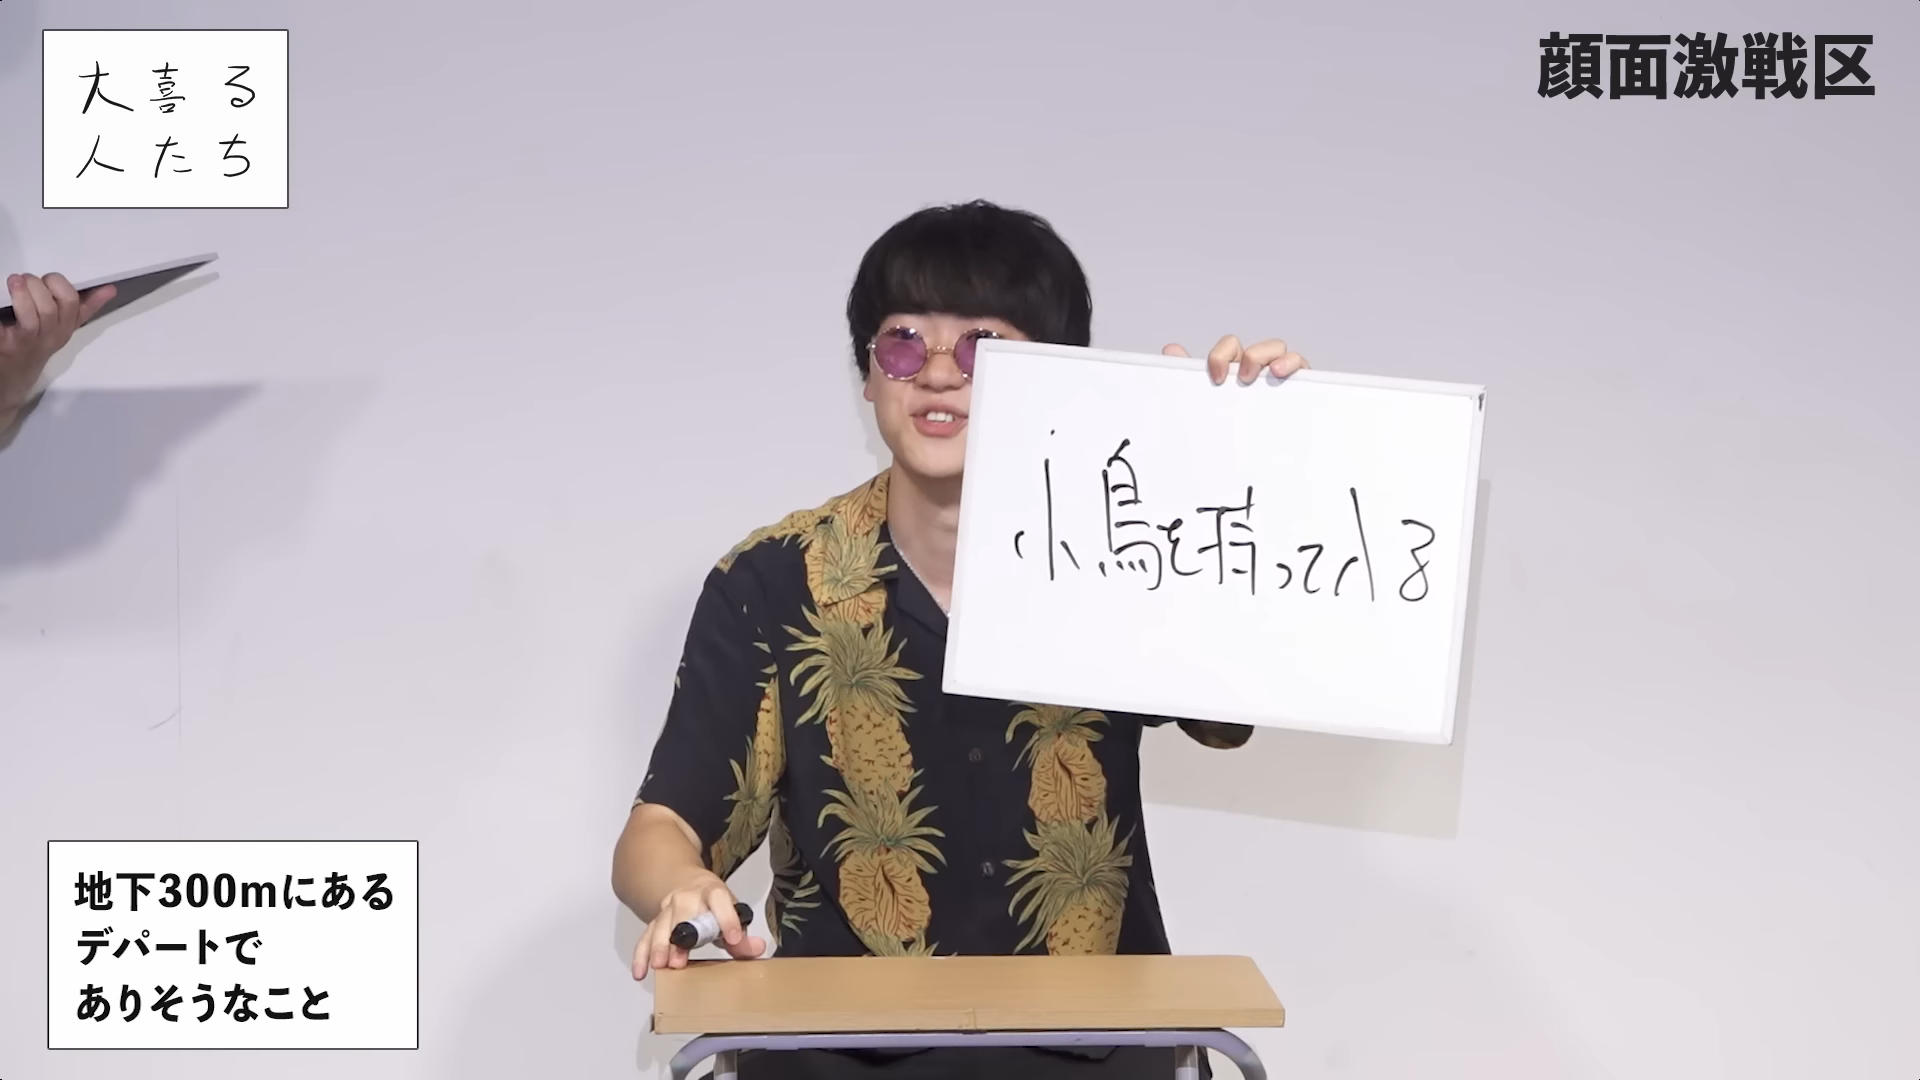 大喜る
人たち
顔面激戦区
小鳥を持って入る
地下300mにある
デパートで
ありそうなこと